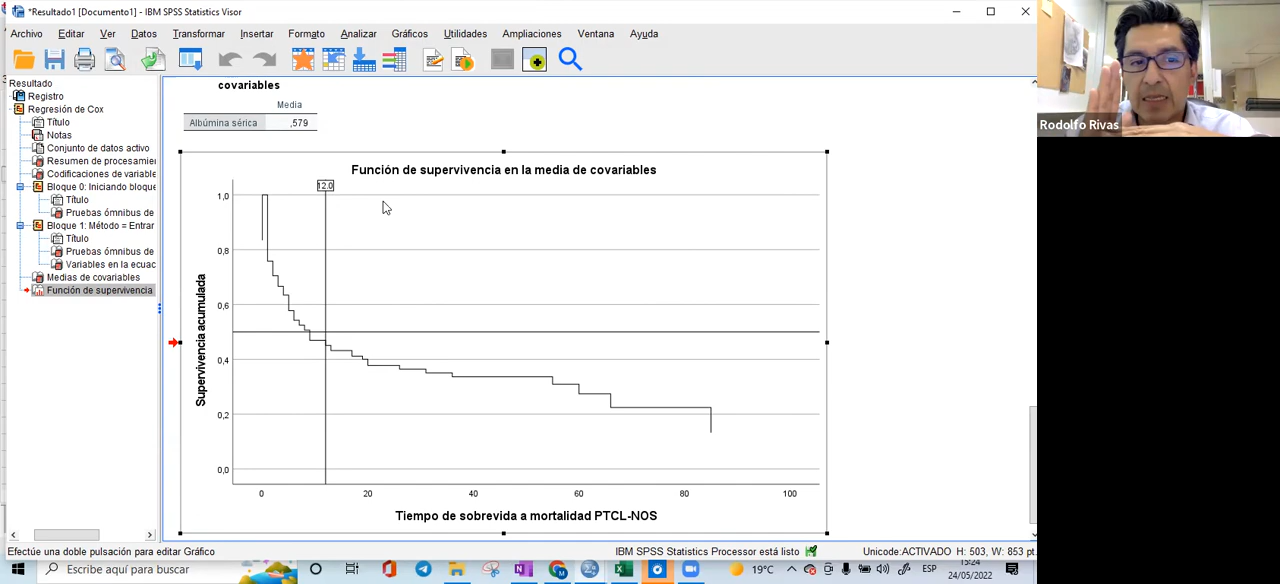 *Resultado1 [Documento1] - IBM SPSS Statistics Visor
Archivo Editar Ver Datos Transformar Insertar Formato Analizar Gráficos Utilidades Ampliaciones Ventana Ayuda
Resultado
Registro
Regresión de Cox
Título
Notas
Conjunto de datos activo
Resumen de procesamie
Codificaciones de variable
Bloque 0: Iniciando bloque
Título
Pruebas ómnibus de
Bloque 1: Método = Entrar
Título
Pruebas ómnibus de
Variables en la ecuac
Medias de covariables
Función de supervivencia
covariables
Media
Albúmina sérica ,579
Función de supervivencia en la media de covariables
12.0
1,0
0,8
0,6
0,4
0,2
0,0
Supervivencia acumulada
0 20 40 60 80 100
Tiempo de sobrevida a mortalidad PTCL-NOS
Rodolfo Rivas
Efectúe una doble pulsación para editar Gráfico
IBM SPSS Statistics Processor está listo
Unicode:ACTIVADO H: 503, W: 853 pt.
Escribe aquí para buscar
19°C
ESP
15:24
24/05/2022